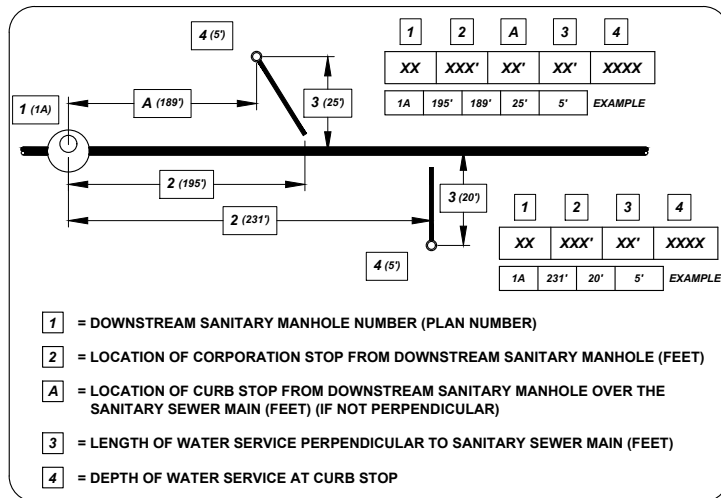 4 (5')
1 2 A 3 4
XX XXX' XX' XX' XXXX
1 (1A)
A (189')
3 (25')
1A 195' 189' 25' 5' EXAMPLE
2 (195')
3 (20')
2 (231')
1 2 3 4
XX XXX' XX' XXXX
4 (5')
1A 231' 20' 5' EXAMPLE
1 = DOWNSTREAM SANITARY MANHOLE NUMBER (PLAN NUMBER)
2 = LOCATION OF CORPORATION STOP FROM DOWNSTREAM SANITARY MANHOLE (FEET)
A = LOCATION OF CURB STOP FROM DOWNSTREAM SANITARY MANHOLE OVER THE
SANITARY SEWER MAIN (FEET) (IF NOT PERPENDICULAR)
3 = LENGTH OF WATER SERVICE PERPENDICULAR TO SANITARY SEWER MAIN (FEET)
4 = DEPTH OF WATER SERVICE AT CURB STOP